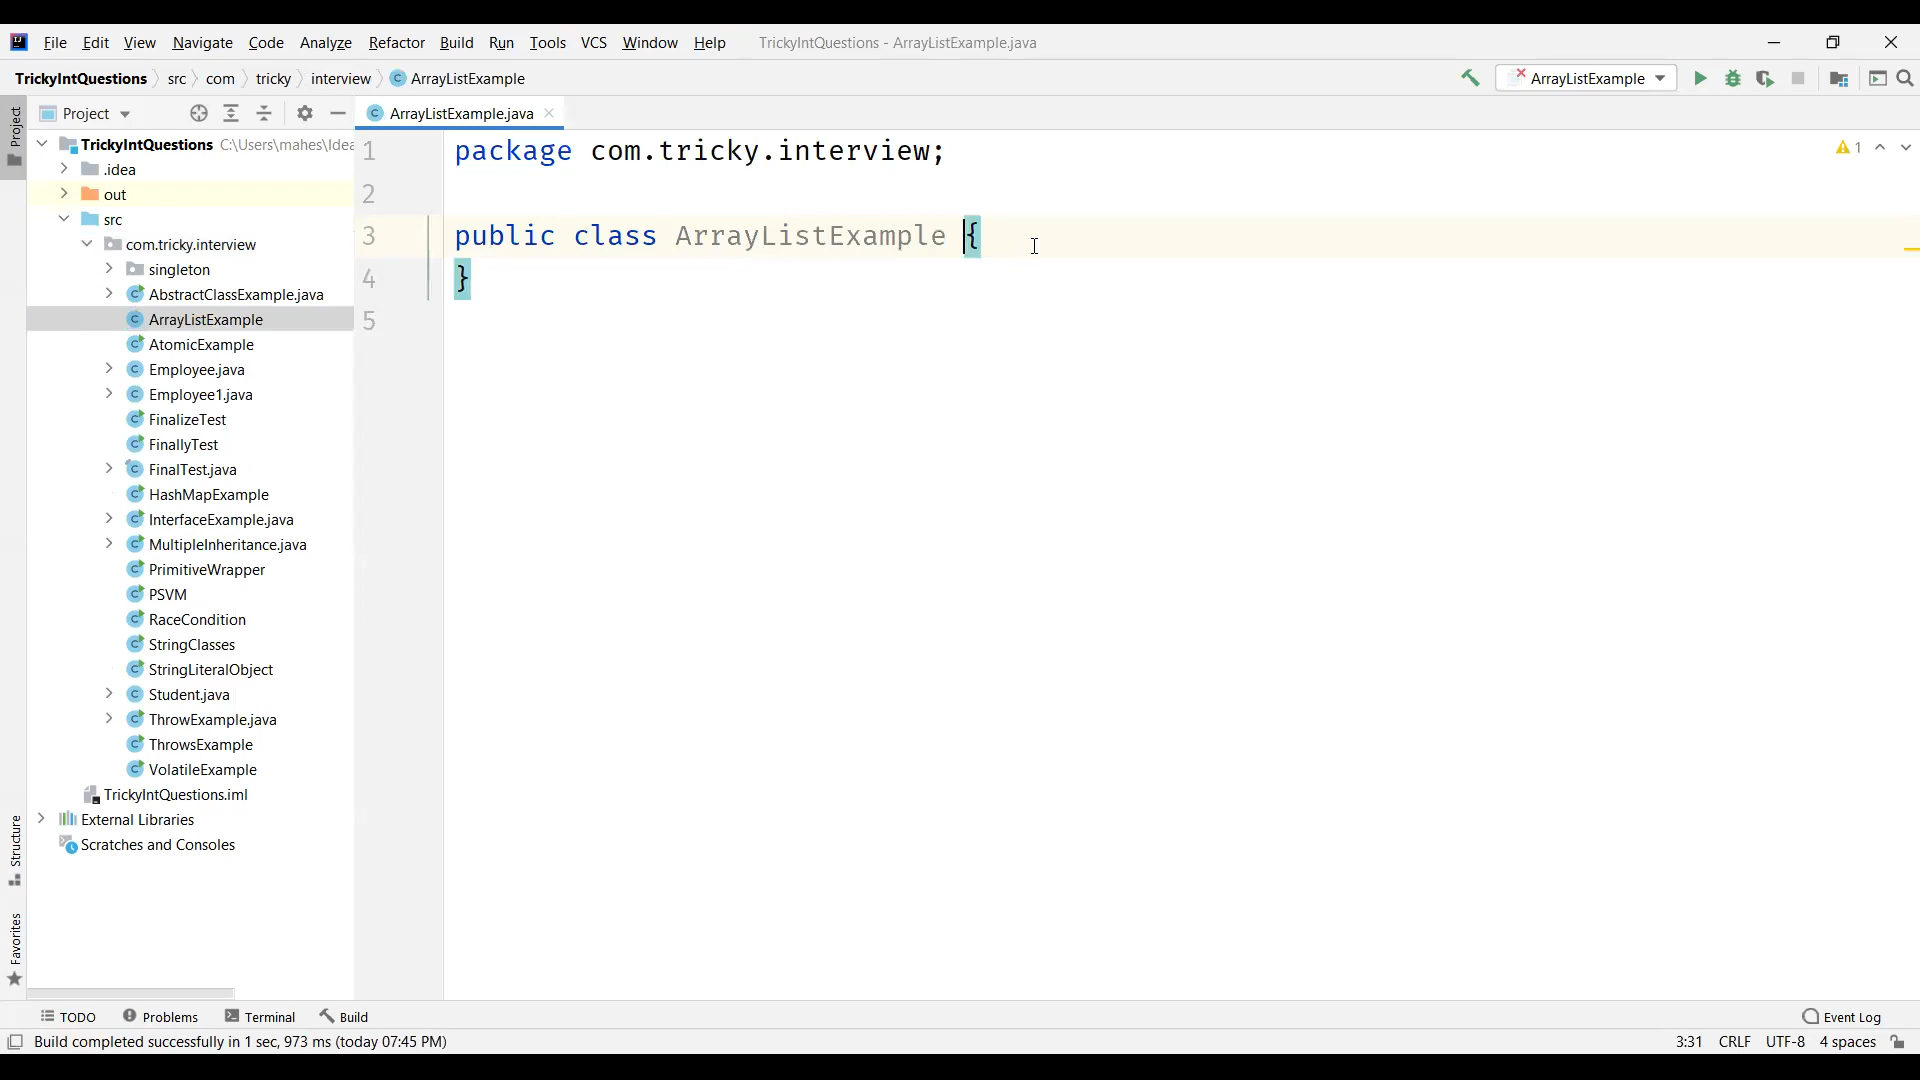 File Edit View Navigate Code Analyze Refactor Build Run Tools VCS Window Help TrickyIntQuestions - ArrayListExample.java
TrickyIntQuestions src com tricky interview ArrayListExample ArrayListExample
Project
Project
ArrayListExample.java
TrickyIntQuestions C:\Users\mahes\Idea
.idea
out
src
com.tricky.interview
singleton
AbstractClassExample.java
ArrayListExample
AtomicExample
Employee.java
Employee1.java
FinalizeTest
FinallyTest
FinalTest.java
HashMapExample
InterfaceExample.java
MultipleInheritance.java
PrimitiveWrapper
PSVM
RaceCondition
StringClasses
StringLiteralObject
Student.java
ThrowExample.java
ThrowsExample
VolatileExample
TrickyIntQuestions.iml
External Libraries
Scratches and Consoles
Structure
Favorites
1 package com.tricky.interview;
2
3 public class ArrayListExample {
4 }
5
1
TODO Problems Terminal Build Event Log
Build completed successfully in 1 sec, 973 ms (today 07:45 PM) 3:31 CRLF UTF-8 4 spaces